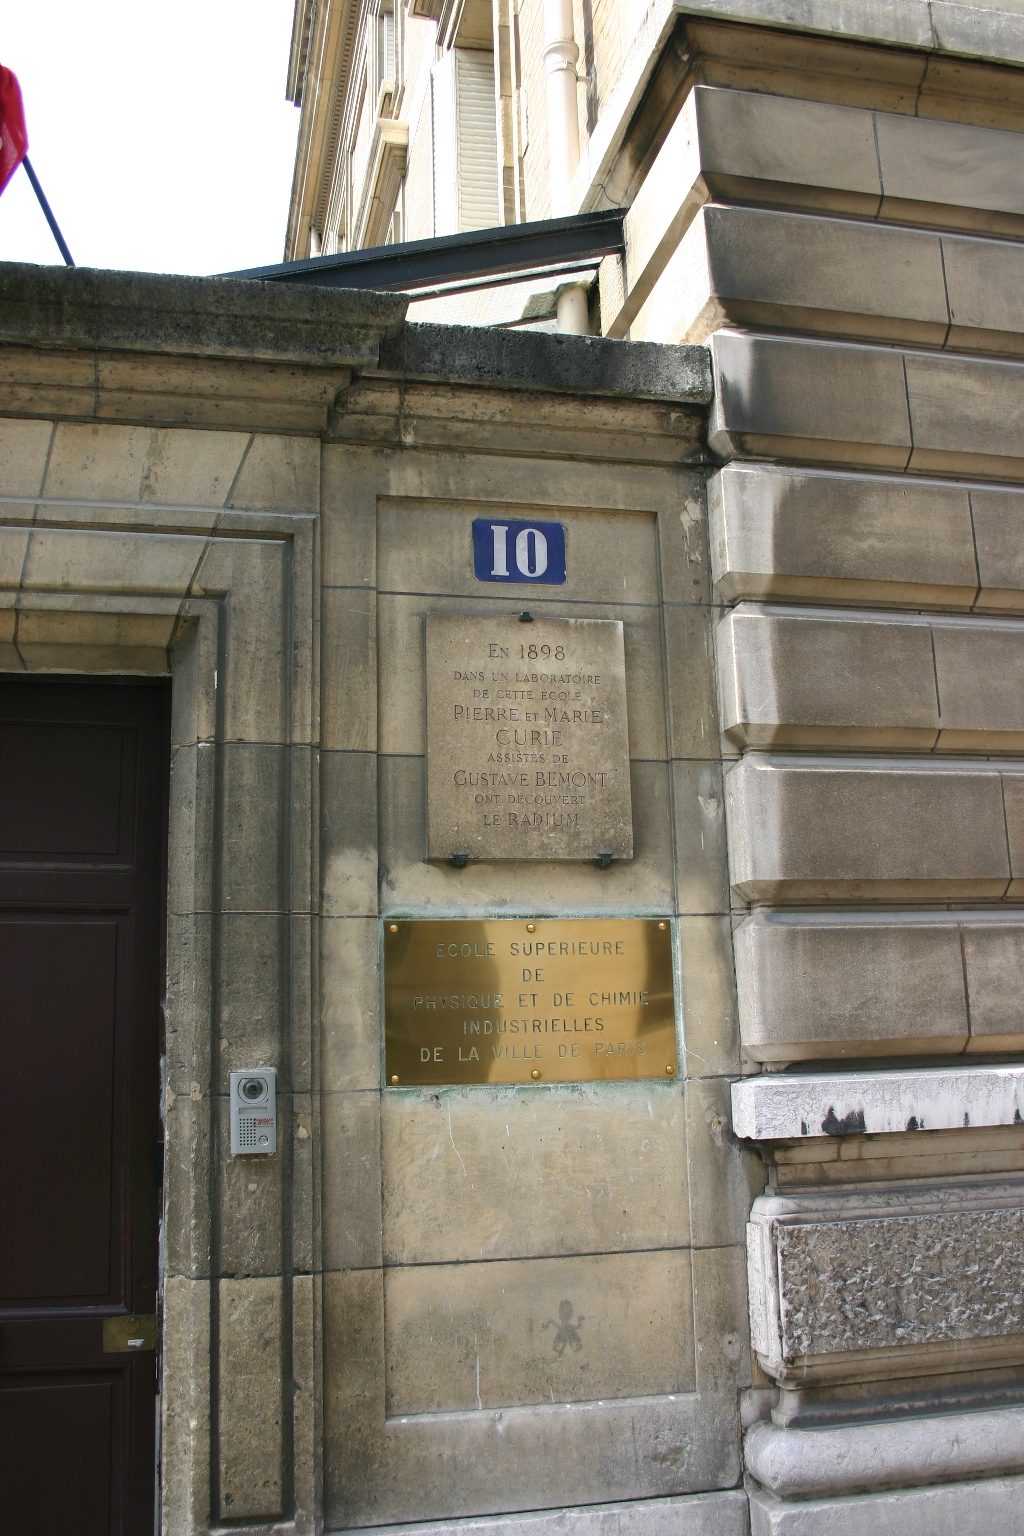 10
EN 1898
DANS UN LABORATOIRE
DE CETTE ECOLE
PIERRE ET MARIE
CURIE
ASSISTÉS DE
GUSTAVE BÉMONT
ONT DÉCOUVERT
LE RADIUM
ECOLE SUPERIEURE
DE
PHYSIQUE ET DE CHIMIE
INDUSTRIELLES
DE LA VILLE DE PARIS